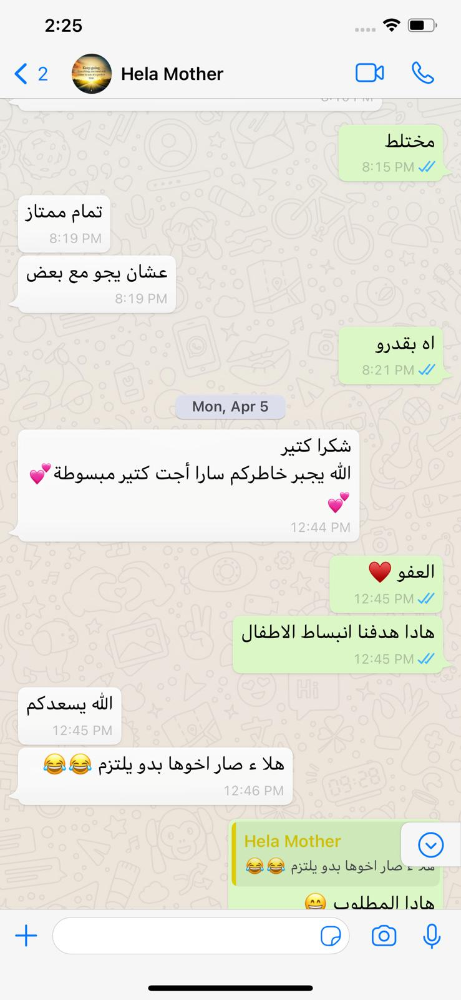 2:25
2
Hela Mother
مختلط
8:15 PM
تمام ممتاز
8:19 PM
عشان يجو مع بعض
8:19 PM
اه بقدرو
8:21 PM
Mon, Apr 5
شكرا كتير
الله يجبر خاطركم سارا أجت كتير مبسوطة💕
💕
12:44 PM
العفو ♥️
12:45 PM
هادا هدفنا انبساط الاطفال
12:45 PM
الله يسعدكم
12:45 PM
هلا ء صار اخوها بدو يلتزم 😂😂
12:46 PM
Hela Mother
هلا ء صار اخوها بدو يلتزم 😂😂
هادا المطلوب 😁